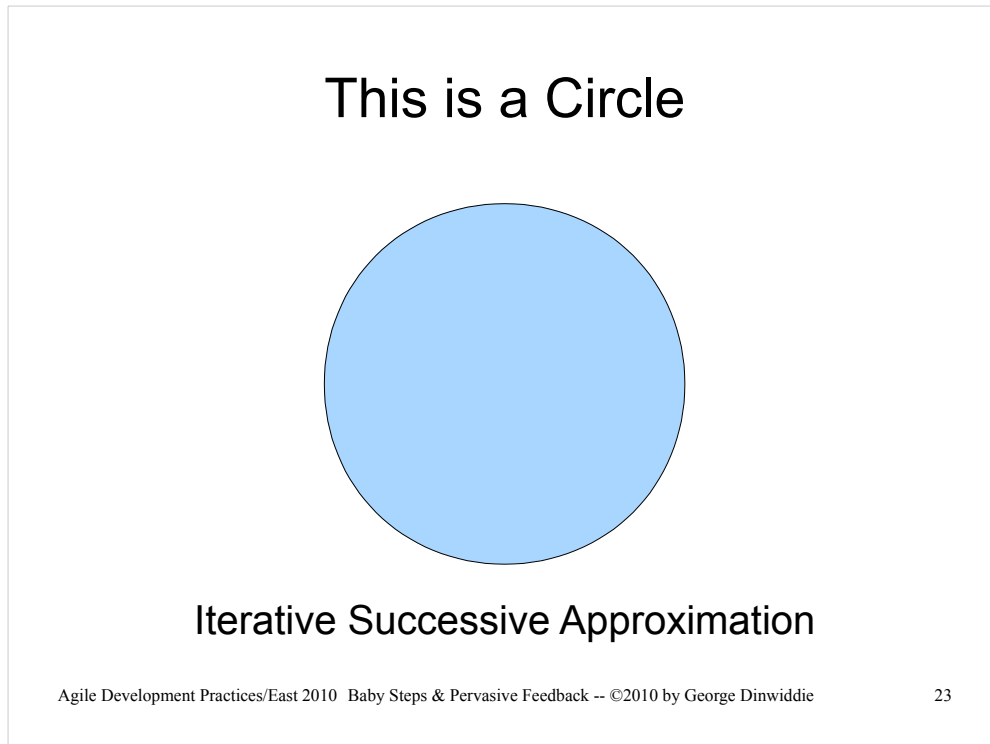 This is a Circle
Iterative Successive Approximation
Agile Development Practices/East 2010 Baby Steps & Pervasive Feedback -- ©2010 by George Dinwiddie 23